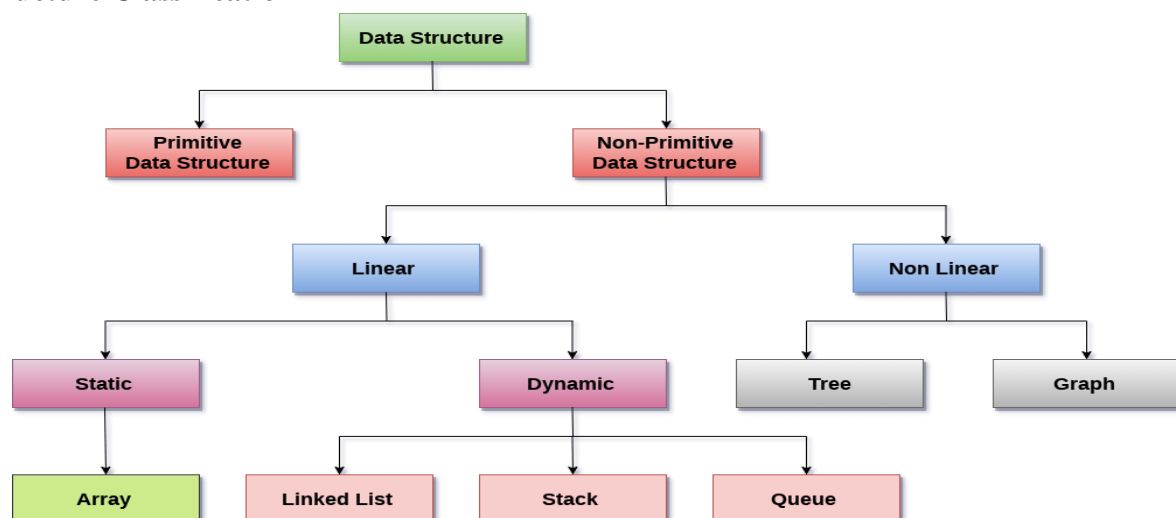 Data Structure
Primitive
Data Structure
Non-Primitive
Data Structure
Linear
Non Linear
Static
Dynamic
Tree
Graph
Array
Linked List
Stack
Queue